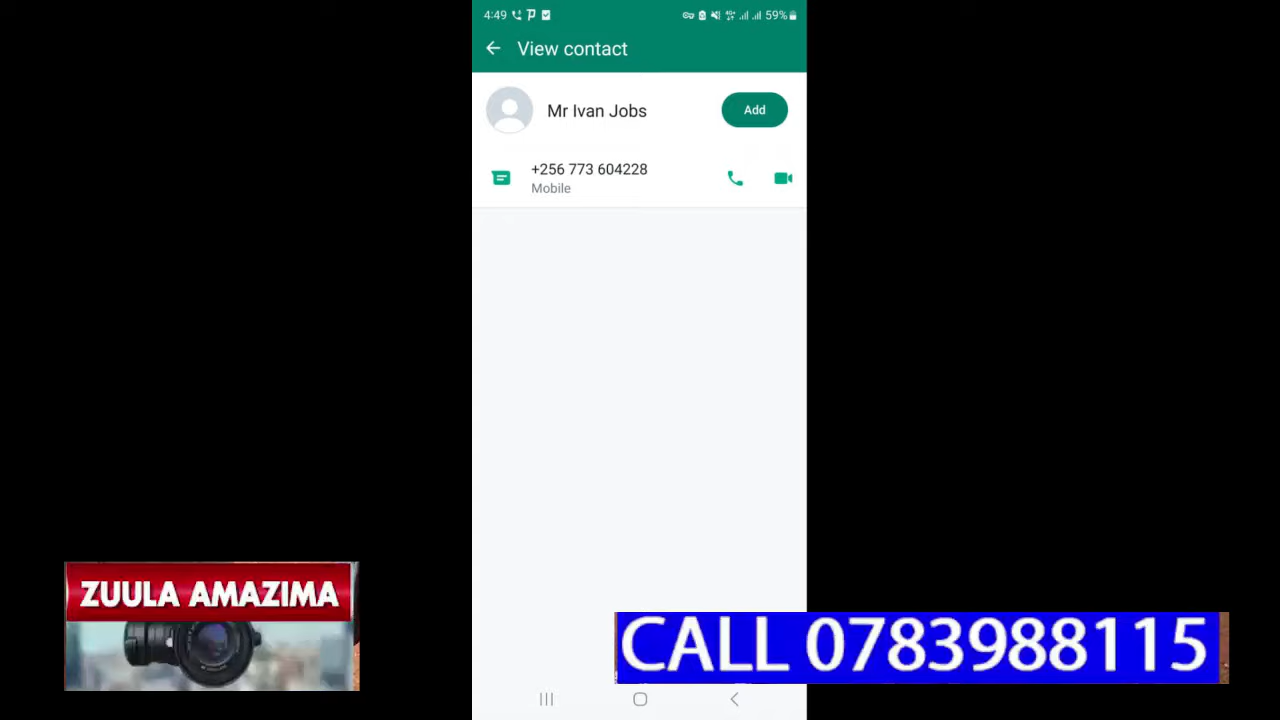 4:49 59%
View contact
Mr Ivan Jobs
Add
+256 773 604228
Mobile
ZUULA AMAZIMA
CALL 0783988115